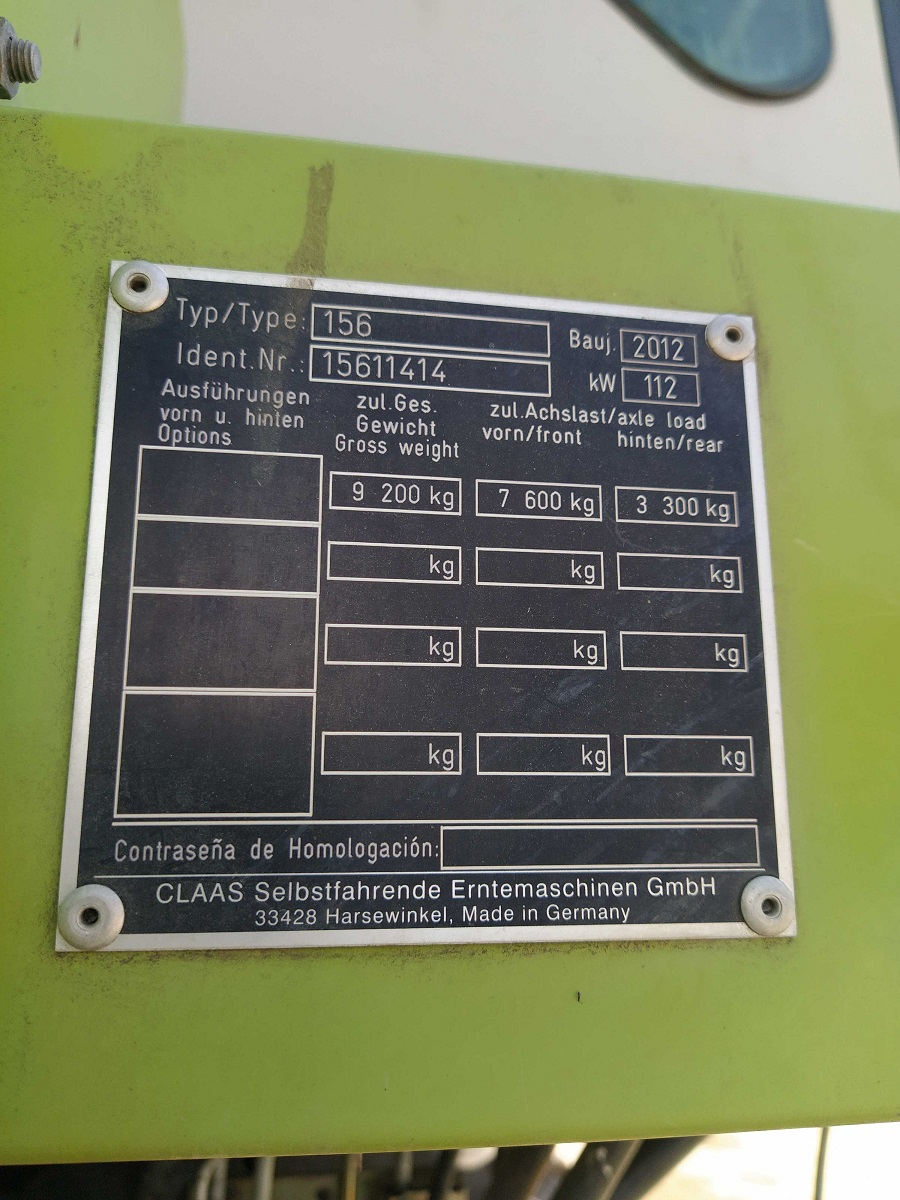 Typ/Type: 156
Bauj. 2012
Ident.Nr.: 15611414
kW 112
Ausführungen
vorn u. hinten
Options
zul.Ges.
Gewicht
Gross weight
zul.Achslast/axle load
vorn/front hinten/rear
9 200 kg 7 600 kg 3 300 kg
kg kg kg
kg kg kg
kg kg kg
Contraseña de Homologación:
CLAAS Selbstfahrende Erntemaschinen GmbH
33428 Harsewinkel, Made in Germany